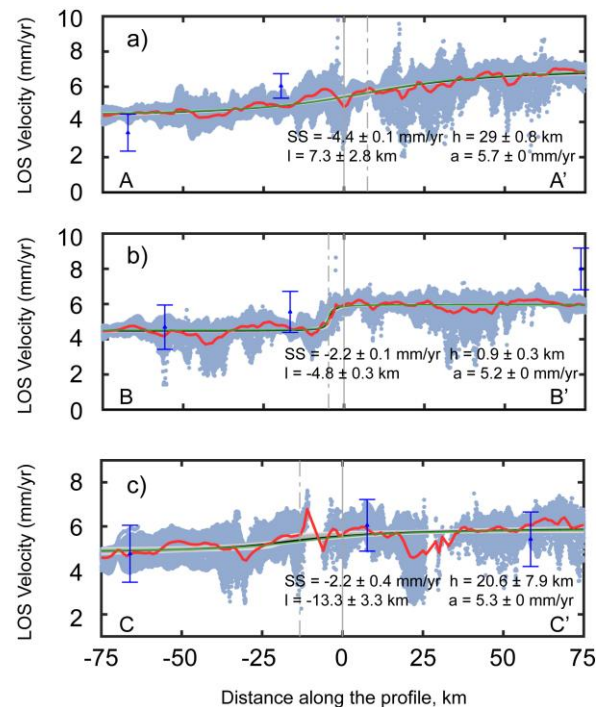 a)
LOS Velocity (mm/yr)
10
8
6
4
2
0
SS = -4.4 ± 0.1 mm/yr h = 29 ± 0.8 km
l = 7.3 ± 2.8 km a = 5.7 ± 0 mm/yr
A A'
b)
LOS Velocity (mm/yr)
10
8
6
4
2
0
SS = -2.2 ± 0.1 mm/yr h = 0.9 ± 0.3 km
l = -4.8 ± 0.3 km a = 5.2 ± 0 mm/yr
B B'
c)
LOS Velocity (mm/yr)
8
6
4
2
SS = -2.2 ± 0.4 mm/yr h = 20.6 ± 7.9 km
l = -13.3 ± 3.3 km a = 5.3 ± 0 mm/yr
C C'
-75 -50 -25 0 25 50 75
Distance along the profile, km